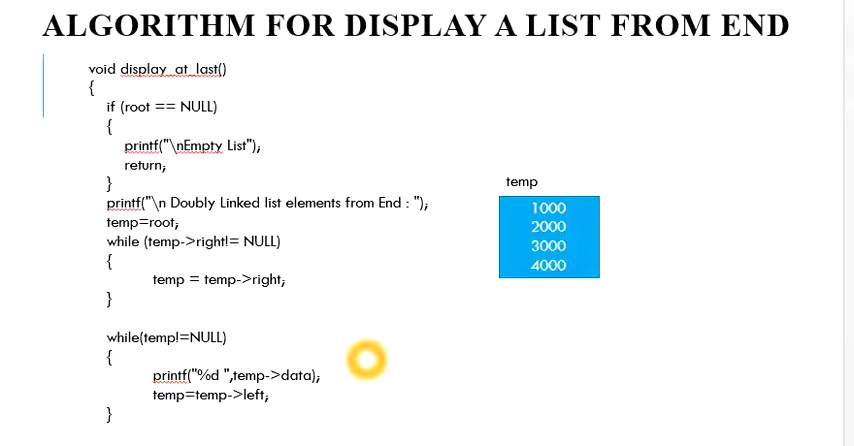 ALGORITHM FOR DISPLAY A LIST FROM END
void display_at_last()
{
if (root == NULL)
{
printf("\nEmpty List");
return;
}
printf("\n Doubly Linked list elements from End : ");
temp=root;
while (temp->right!= NULL)
{
temp = temp->right;
}
while(temp!=NULL)
{
printf("%d ",temp->data);
temp=temp->left;
}
temp
1000
2000
3000
4000